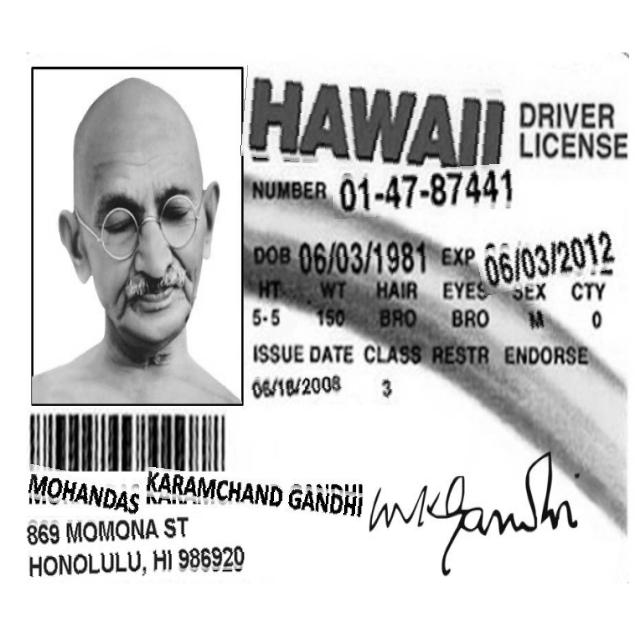 HAWAII DRIVER LICENSE
NUMBER 01-47-87441
DOB 06/03/1981 EXP 06/03/2012
HT WT HAIR EYES SEX CTY
5-5 150 BRO BRO M 0
ISSUE DATE CLASS RESTR ENDORSE
06/18/2008 3
MOHANDAS KARAMCHAND GANDHI
869 MOMONA ST
HONOLULU, HI 986920
mkgandhi